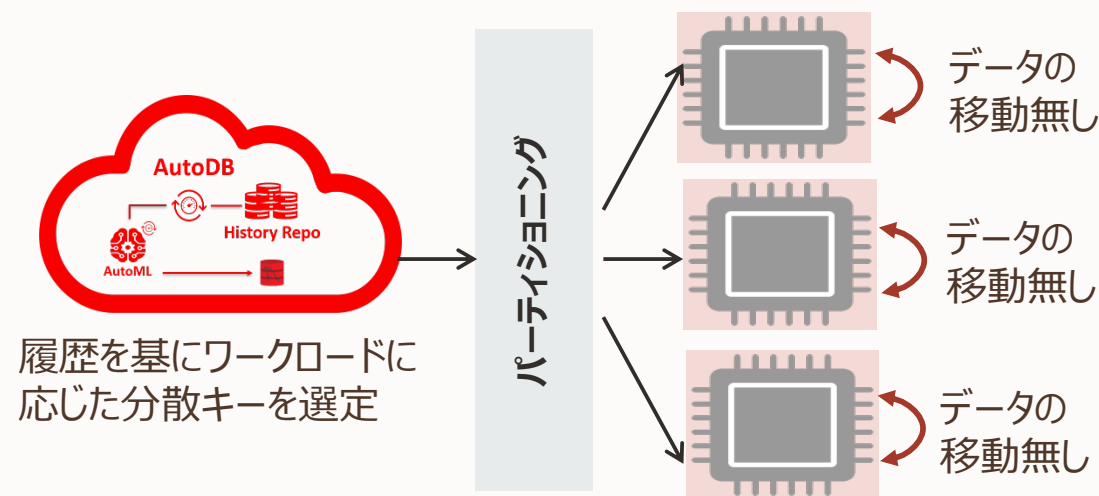 AutoDB
History Repo
AutoML
履歴を基にワークロードに
応じた分散キーを選定
パーティショニング
データの
移動無し
データの
移動無し
データの
移動無し